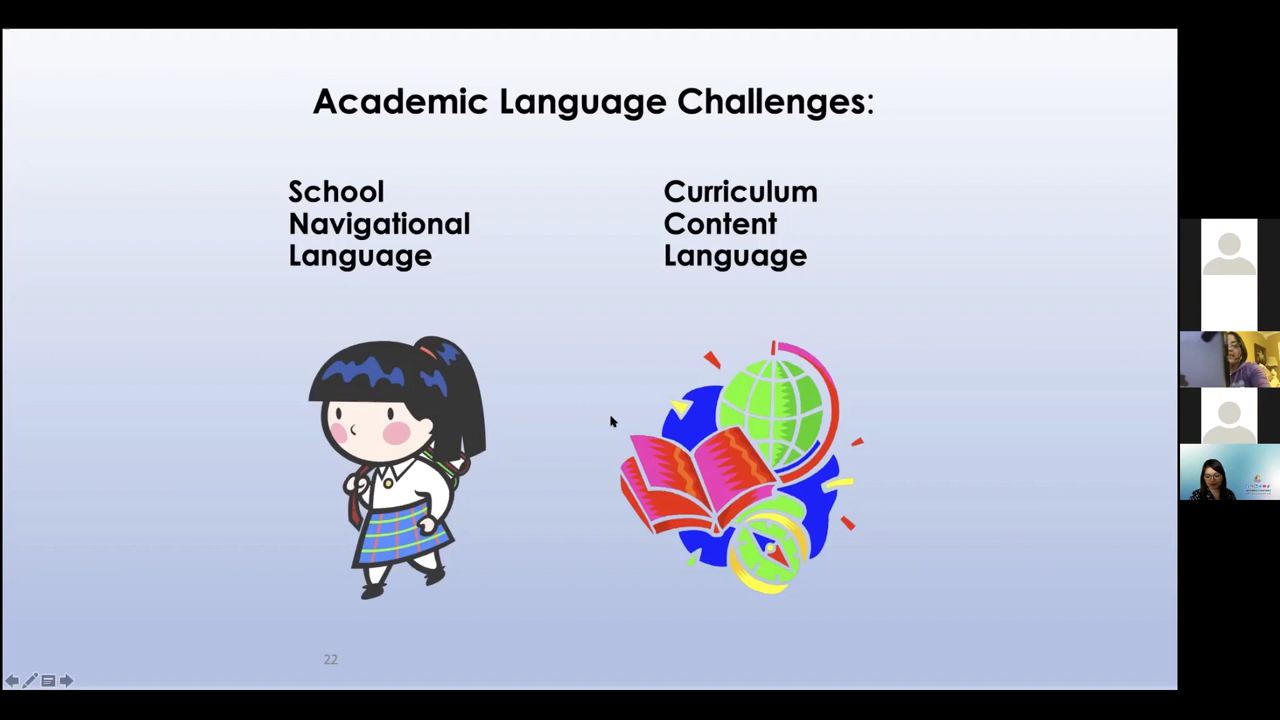 Academic Language Challenges:
School
Navigational
Language
Curriculum
Content
Language
22